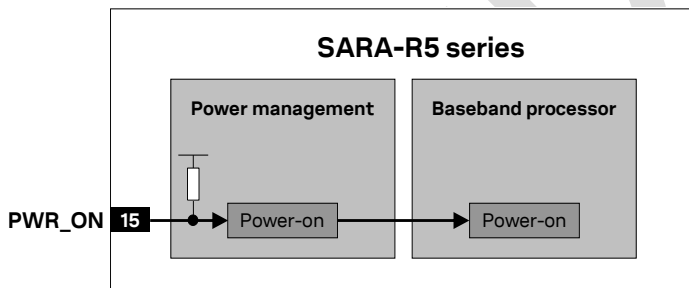 SARA-R5 series
Power management
Baseband processor
PWR_ON 15
Power-on
Power-on